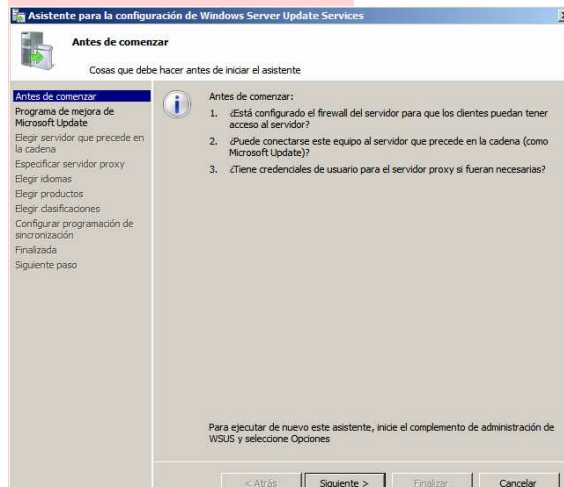 Asistente para la configuración de Windows Server Update Services
Antes de comenzar
Cosas que debe hacer antes de iniciar el asistente
Antes de comenzar
Programa de mejora de
Microsoft Update
Elegir servidor que precede en
la cadena
Especificar servidor proxy
Elegir idiomas
Elegir productos
Elegir clasificaciones
Configurar programación de
sincronización
Finalizada
Siguiente paso
Antes de comenzar:
1. ¿Está configurado el firewall del servidor para que los clientes puedan tener
acceso al servidor?
2. ¿Puede conectarse este equipo al servidor que precede en la cadena (como
Microsoft Update)?
3. ¿Tiene credenciales de usuario para el servidor proxy si fueran necesarias?
Para ejecutar de nuevo este asistente, inicie el complemento de administración de
WSUS y seleccione Opciones
< Atrás
Siguiente >
Finalizar
Cancelar